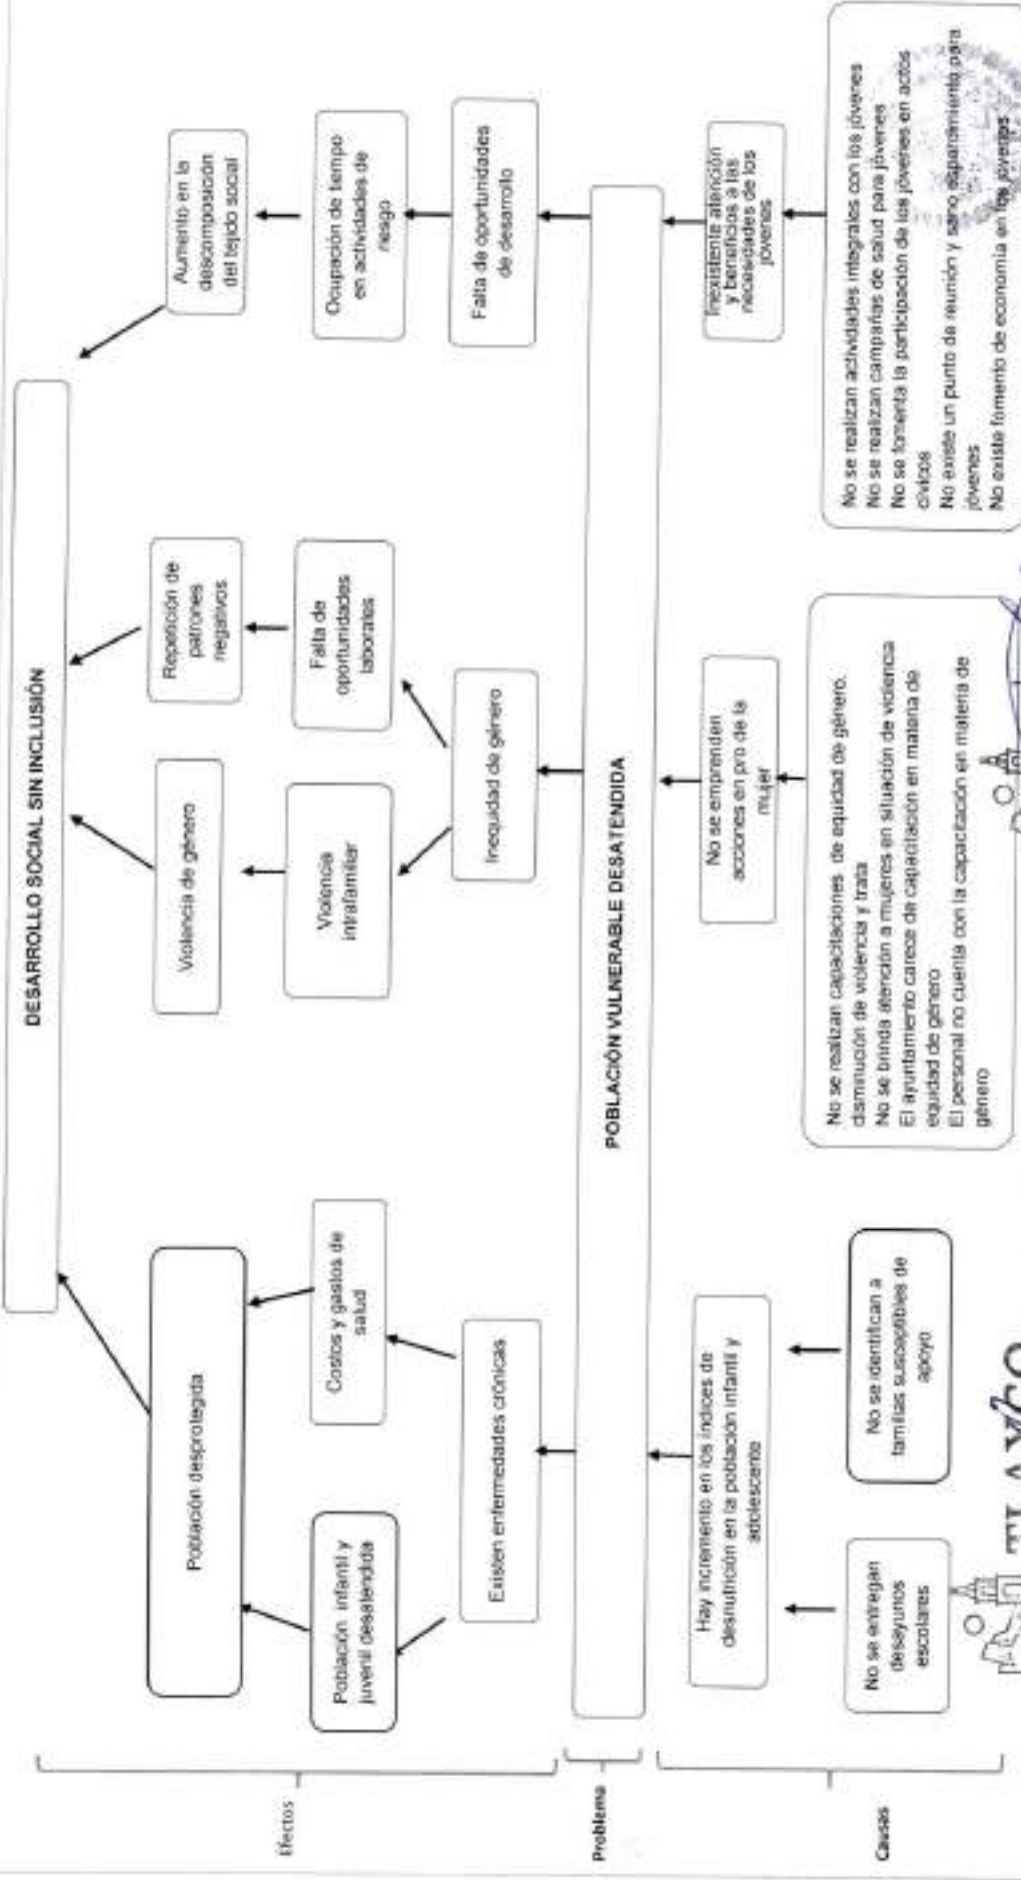 DESARROLLO SOCIAL SIN INCLUSIÓN
Efectos
Población desprotegida
Violencia de género
Repetición de
patrones
negativos
Aumento en la
descomposición
del tejido social
Población infantil y
juvenil desatendida
Costos y gastos de
salud
Violencia
intrafamiliar
Falta de
oportunidades
laborales
Ocupación de tiempo
en actividades de
riesgo
Existen enfermedades crónicas
Inequidad de género
Falta de oportunidades
de desarrollo
Problema
POBLACIÓN VULNERABLE DESATENDIDA
Causas
Hay incremento en los índices de
desnutrición en la población infantil y
adolescente
No se emprenden
acciones en pro de la
mujer
Inexistente atención
y beneficios a las
necesidades de los
jóvenes
No se entregan
desayunos
escolares
No se identifican a
familias susceptibles de
apoyo
No se realizan capacitaciones de equidad de género,
disminución de violencia y trata
No se brinda atención a mujeres en situación de violencia
El ayuntamiento carece de capacitación en materia de
equidad de género
El personal no cuenta con la capacitación en materia de
género
No se realizan actividades integrales con los jóvenes
No se realizan campañas de salud para jóvenes
No se fomenta la participación de los jóvenes en actos
cívicos
No existe un punto de reunión y sano esparcimiento para
jóvenes
No existe fomento de economía en los jóvenes